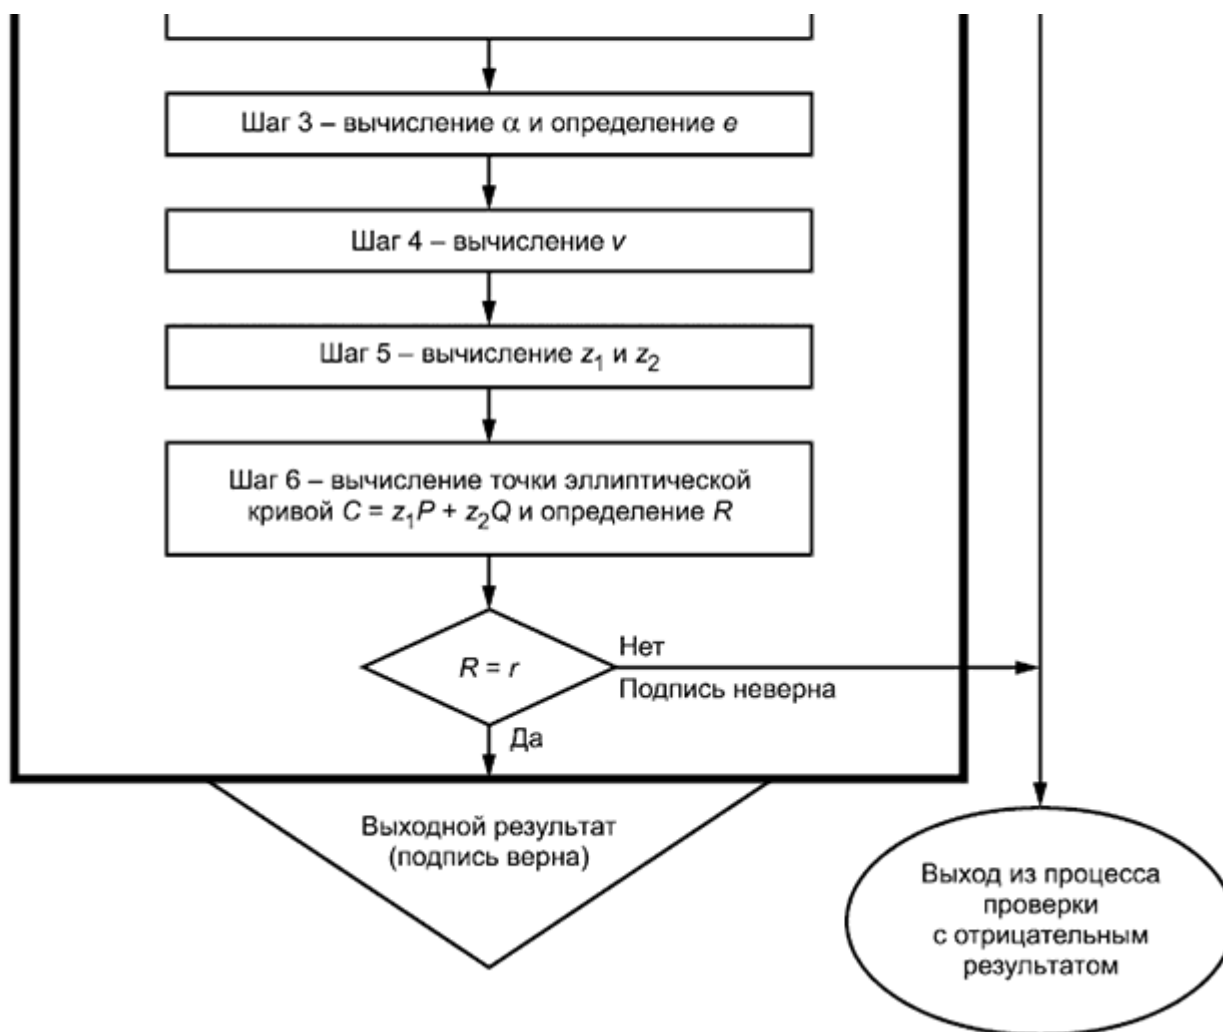 Шаг 3 – вычисление α и определение e
Шаг 4 – вычисление v
Шаг 5 – вычисление z₁ и z₂
Шаг 6 – вычисление точки эллиптической
кривой C = z₁P + z₂Q и определение R
R = r
Нет
Подпись неверна
Да
Выходной результат
(подпись верна)
Выход из процесса
проверки
с отрицательным
результатом